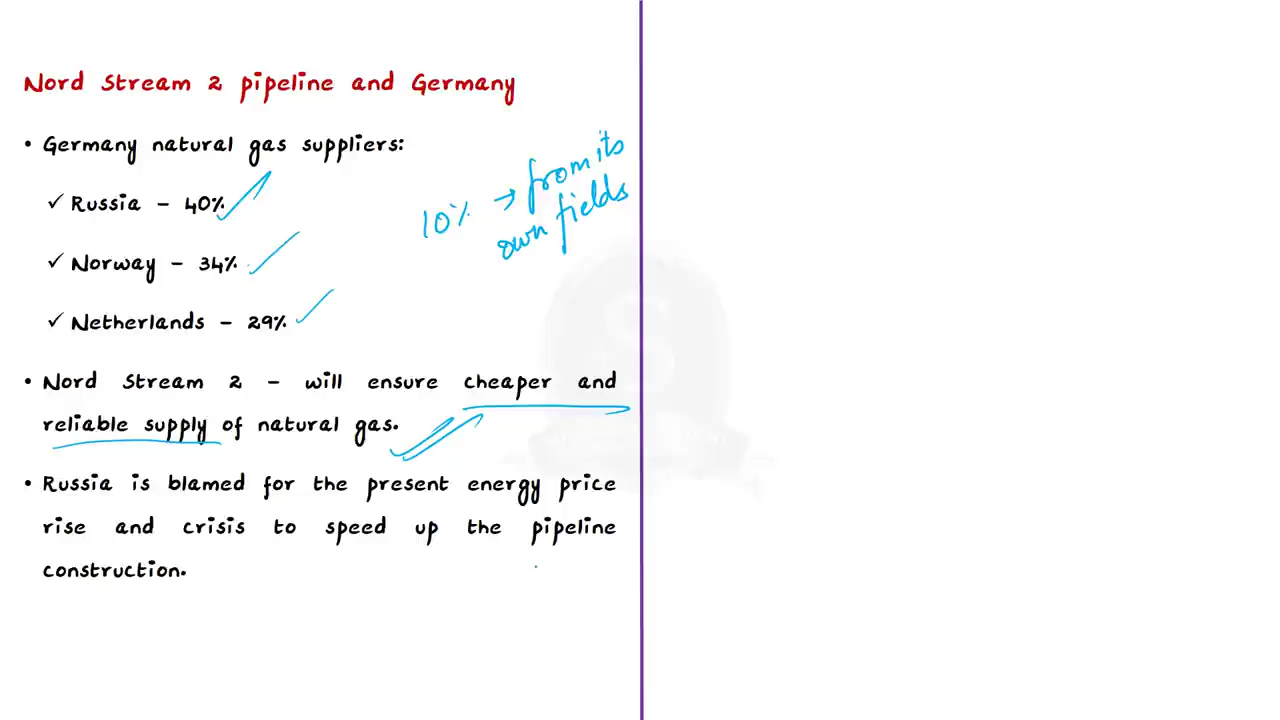 Nord Stream 2 pipeline and Germany
• Germany natural gas suppliers:
✓ Russia – 40%
✓ Norway – 34%
✓ Netherlands – 29%
10% → from its
own fields
• Nord Stream 2 – will ensure cheaper and
reliable supply of natural gas.
• Russia is blamed for the present energy price
rise and crisis to speed up the pipeline
construction.